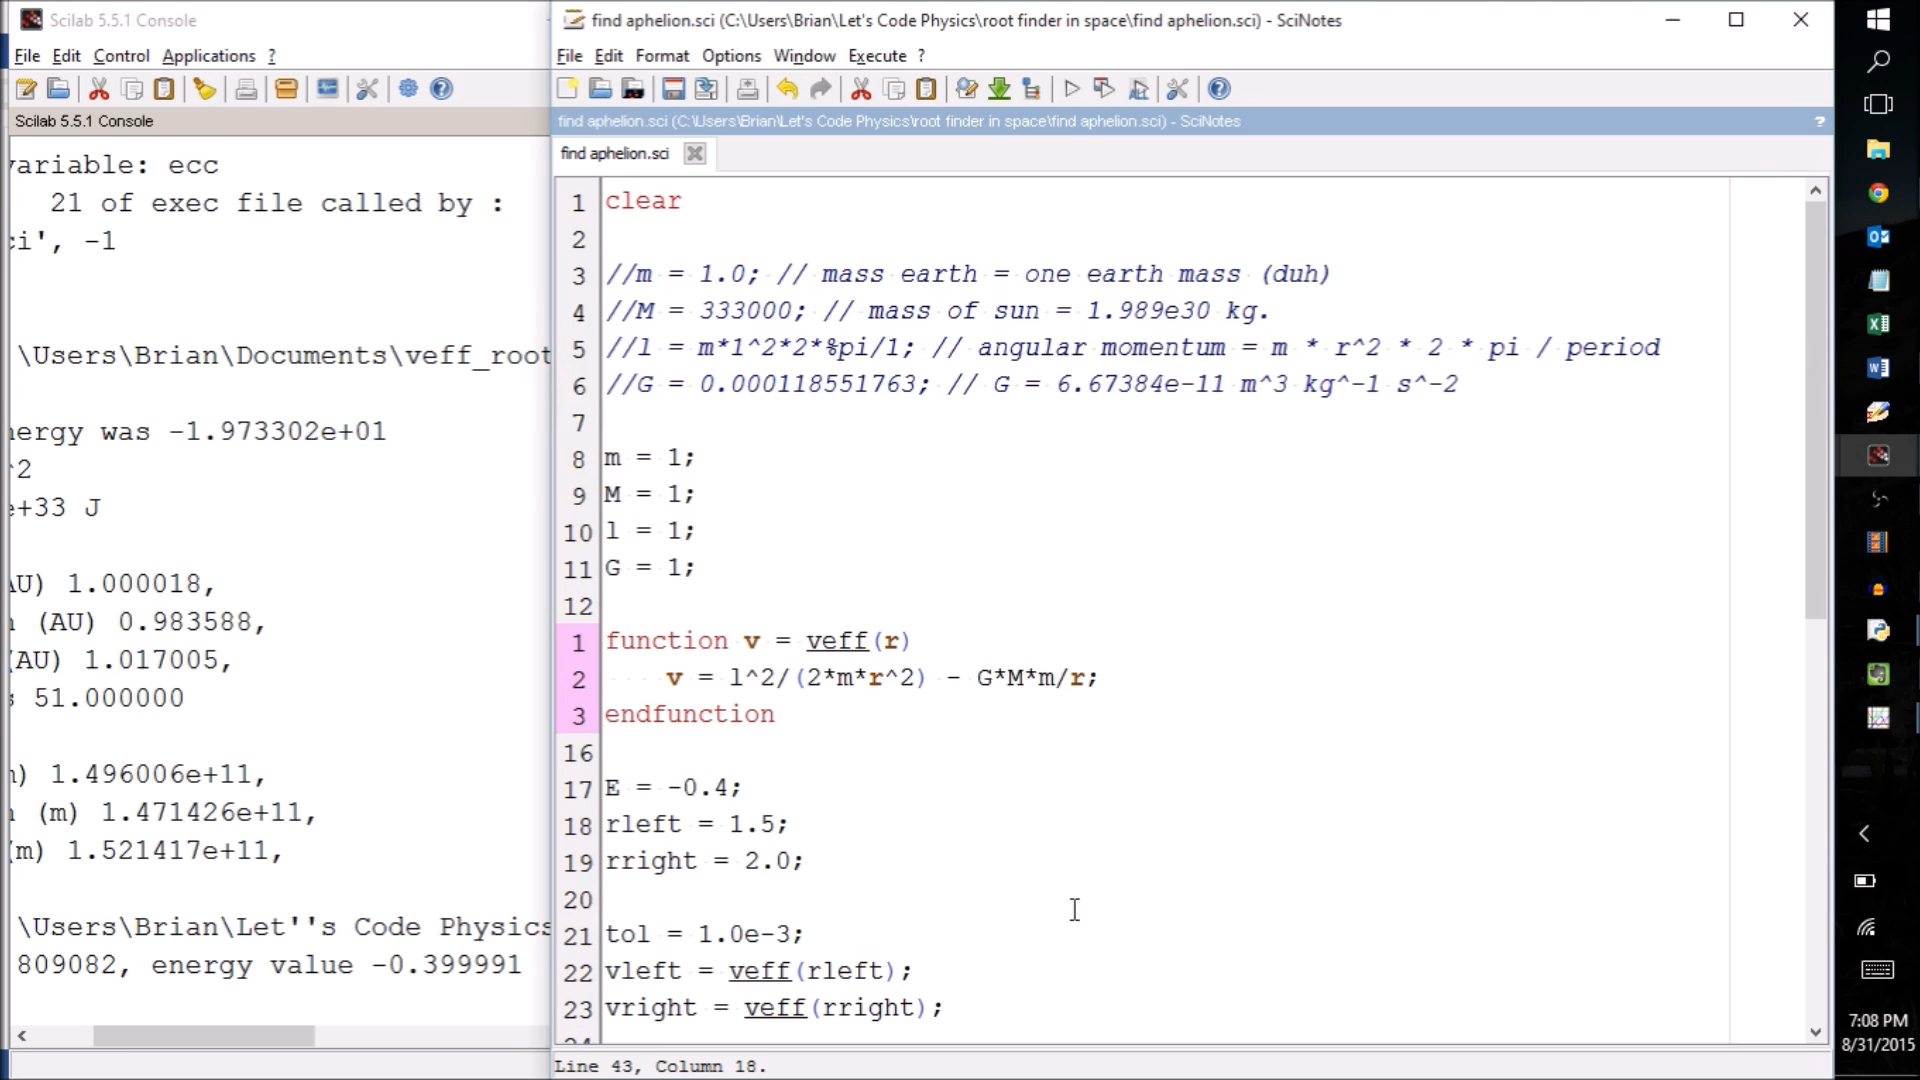 Scilab 5.5.1 Console
File Edit Control Applications ?
Scilab 5.5.1 Console
variable: ecc
21 of exec file called by :
ci', -1
\Users\Brian\Documents\veff_root
nergy was -1.973302e+01
^2
e+33 J
AU) 1.000018,
n (AU) 0.983588,
(AU) 1.017005,
s 51.000000
m) 1.496006e+11,
n (m) 1.471426e+11,
(m) 1.521417e+11,
\Users\Brian\Let''s Code Physics
809082, energy value -0.399991
find aphelion.sci (C:\Users\Brian\Let's Code Physics\root finder in space\find aphelion.sci) - SciNotes
File Edit Format Options Window Execute ?
find aphelion.sci (C:\Users\Brian\Let's Code Physics\root finder in space\find aphelion.sci) - SciNotes ?
find aphelion.sci
1 clear
2
3 //m = 1.0; // mass earth = one earth mass (duh)
4 //M = 333000; // mass of sun = 1.989e30 kg.
5 //l = m*1^2*2*%pi/1; // angular momentum = m * r^2 * 2 * pi / period
6 //G = 0.000118551763; // G = 6.67384e-11 m^3 kg^-1 s^-2
7
8 m = 1;
9 M = 1;
10 l = 1;
11 G = 1;
12
1 function v = veff(r)
2 v = l^2/(2*m*r^2) - G*M*m/r;
3 endfunction
16
17 E = -0.4;
18 rleft = 1.5;
19 rright = 2.0;
20
21 tol = 1.0e-3;
22 vleft = veff(rleft);
23 vright = veff(rright);
24
Line 43, Column 18.
7:08 PM
8/31/2015